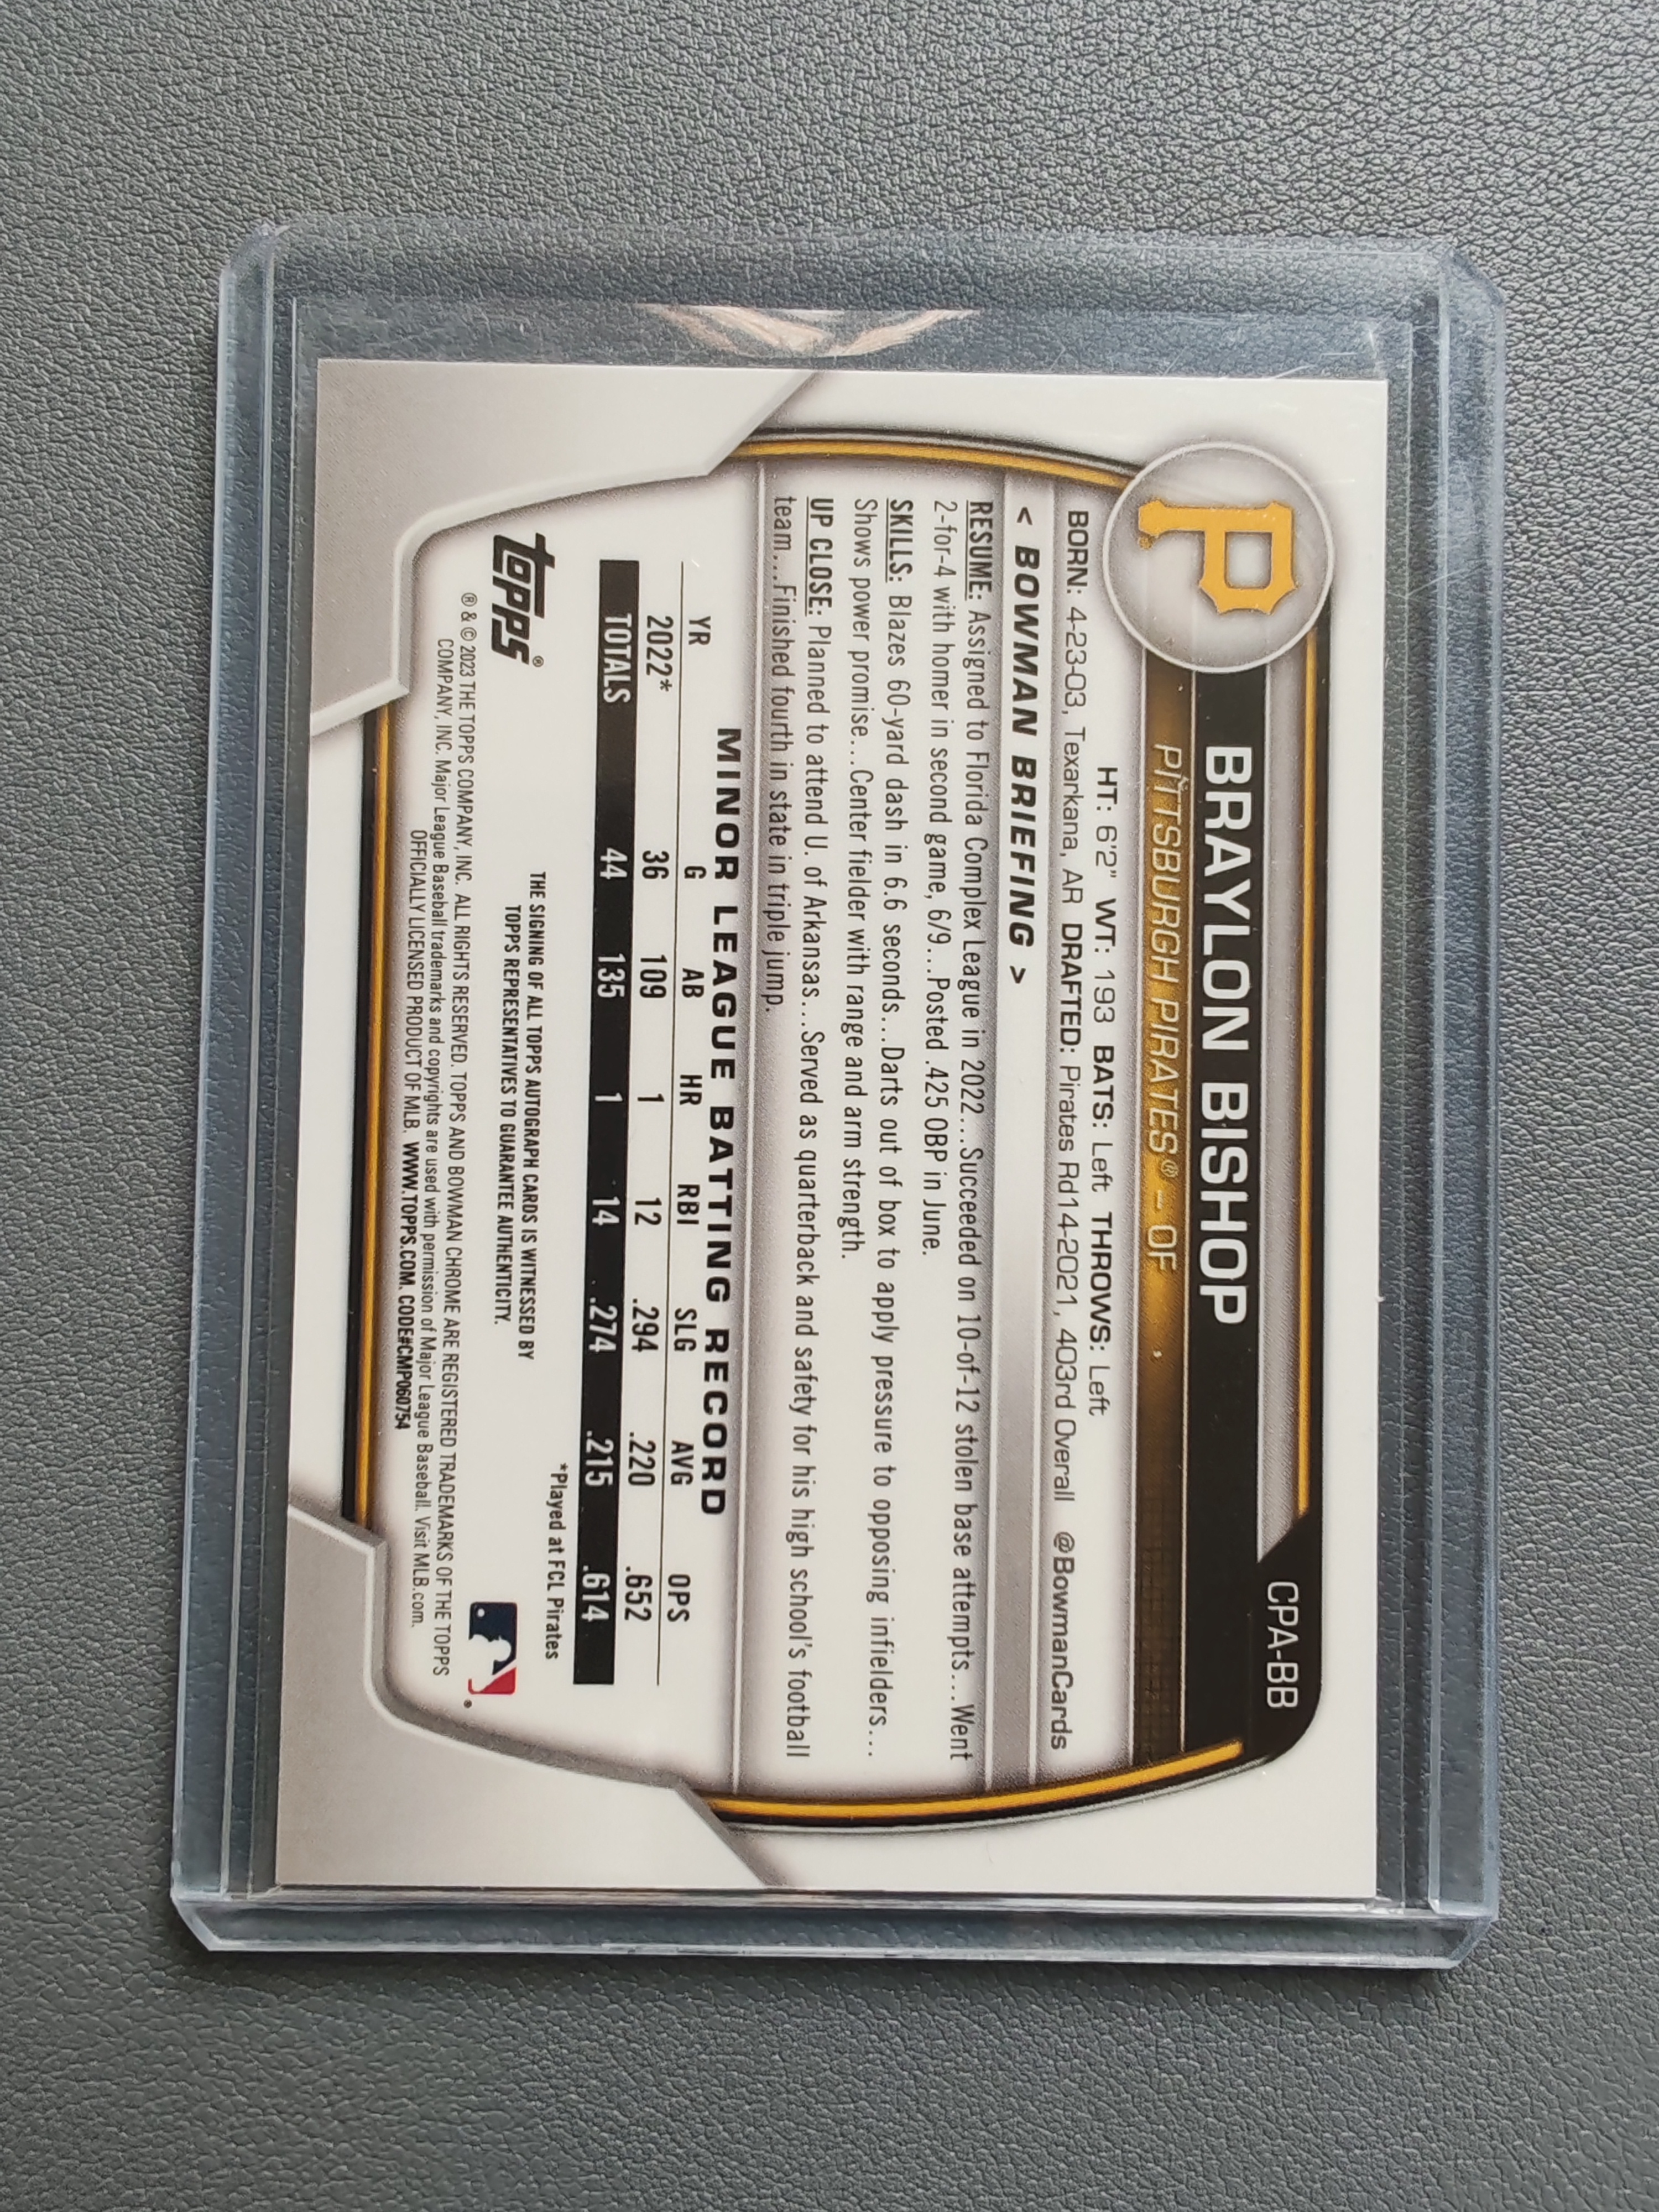 CPA-BB
P
BRAYLON BISHOP
PITTSBURGH PIRATES® – OF
HT: 6'2" WT: 193 BATS: Left THROWS: Left
BORN: 4-23-03, Texarkana, AR DRAFTED: Pirates Rd14-2021, 403rd Overall @BowmanCards
< BOWMAN BRIEFING >
RESUME: Assigned to Florida Complex League in 2022...Succeeded on 10-of-12 stolen base attempts...Went
2-for-4 with homer in second game, 6/9...Posted .425 OBP in June.
SKILLS: Blazes 60-yard dash in 6.6 seconds...Darts out of box to apply pressure to opposing infielders...
Shows power promise...Center fielder with range and arm strength.
UP CLOSE: Planned to attend U. of Arkansas...Served as quarterback and safety for his high school's football
team...Finished fourth in state in triple jump.
MINOR LEAGUE BATTING RECORD
YR G AB HR RBI SLG AVG OPS
2022* 36 109 1 12 .294 .220 .652
TOTALS 44 135 1 14 .274 .215 .614
*Played at FCL Pirates
topps®
THE SIGNING OF ALL TOPPS AUTOGRAPH CARDS IS WITNESSED BY
TOPPS REPRESENTATIVES TO GUARANTEE AUTHENTICITY.
® & © 2023 THE TOPPS COMPANY, INC. ALL RIGHTS RESERVED. TOPPS AND BOWMAN CHROME ARE REGISTERED TRADEMARKS OF THE TOPPS
COMPANY, INC. Major League Baseball trademarks and copyrights are used with permission of Major League Baseball. Visit MLB.com.
OFFICIALLY LICENSED PRODUCT OF MLB. WWW.TOPPS.COM. CODE#CMP060754